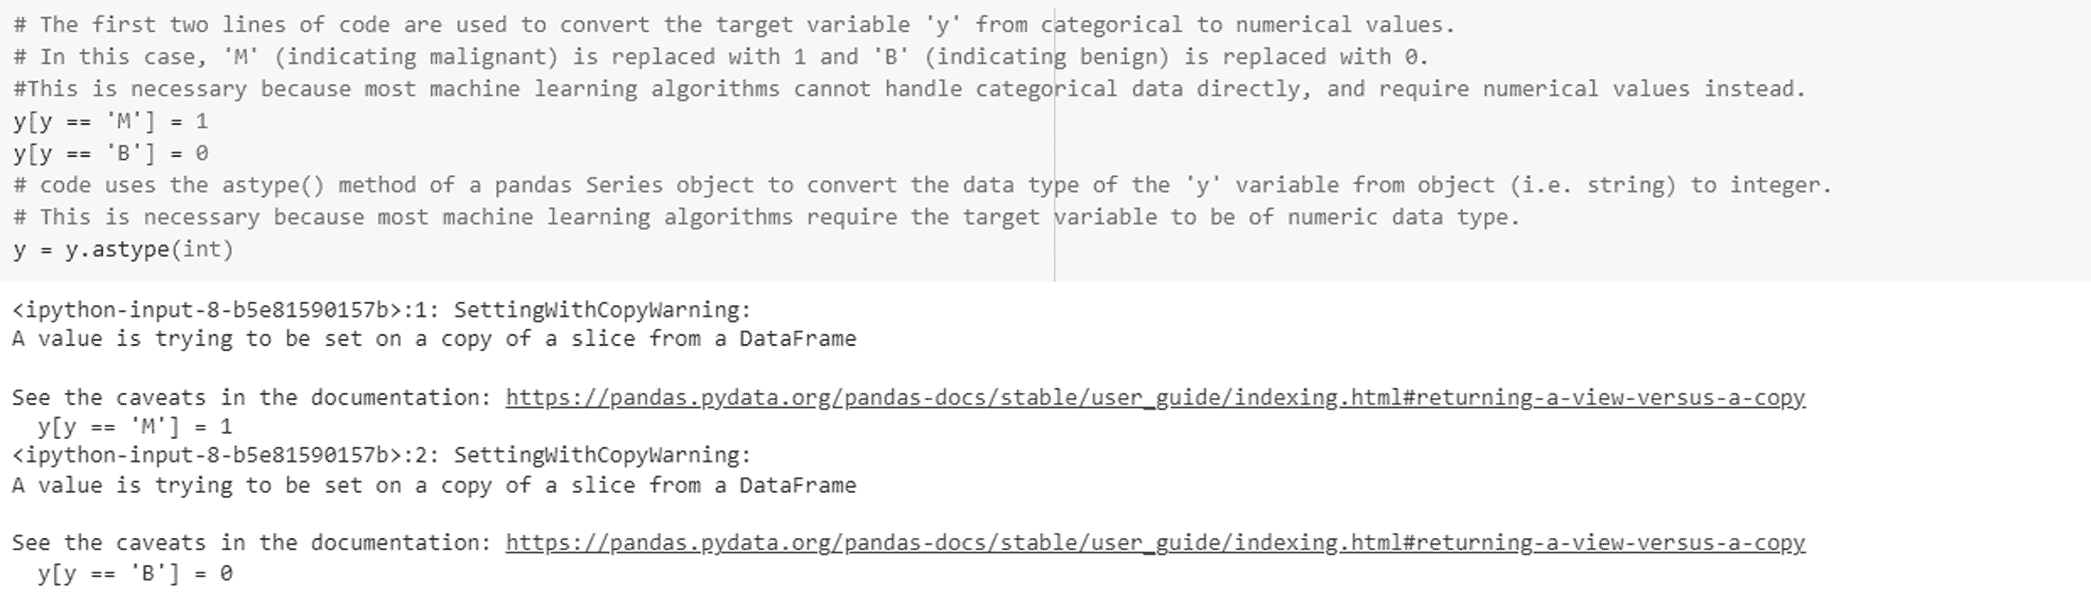 # The first two lines of code are used to convert the target variable 'y' from categorical to numerical values.
# In this case, 'M' (indicating malignant) is replaced with 1 and 'B' (indicating benign) is replaced with 0.
#This is necessary because most machine learning algorithms cannot handle categorical data directly, and require numerical values instead.
y[y == 'M'] = 1
y[y == 'B'] = 0
# code uses the astype() method of a pandas Series object to convert the data type of the 'y' variable from object (i.e. string) to integer.
# This is necessary because most machine learning algorithms require the target variable to be of numeric data type.
y = y.astype(int)
<ipython-input-8-b5e81590157b>:1: SettingWithCopyWarning:
A value is trying to be set on a copy of a slice from a DataFrame
See the caveats in the documentation: https://pandas.pydata.org/pandas-docs/stable/user_guide/indexing.html#returning-a-view-versus-a-copy
y[y == 'M'] = 1
<ipython-input-8-b5e81590157b>:2: SettingWithCopyWarning:
A value is trying to be set on a copy of a slice from a DataFrame
See the caveats in the documentation: https://pandas.pydata.org/pandas-docs/stable/user_guide/indexing.html#returning-a-view-versus-a-copy
y[y == 'B'] = 0